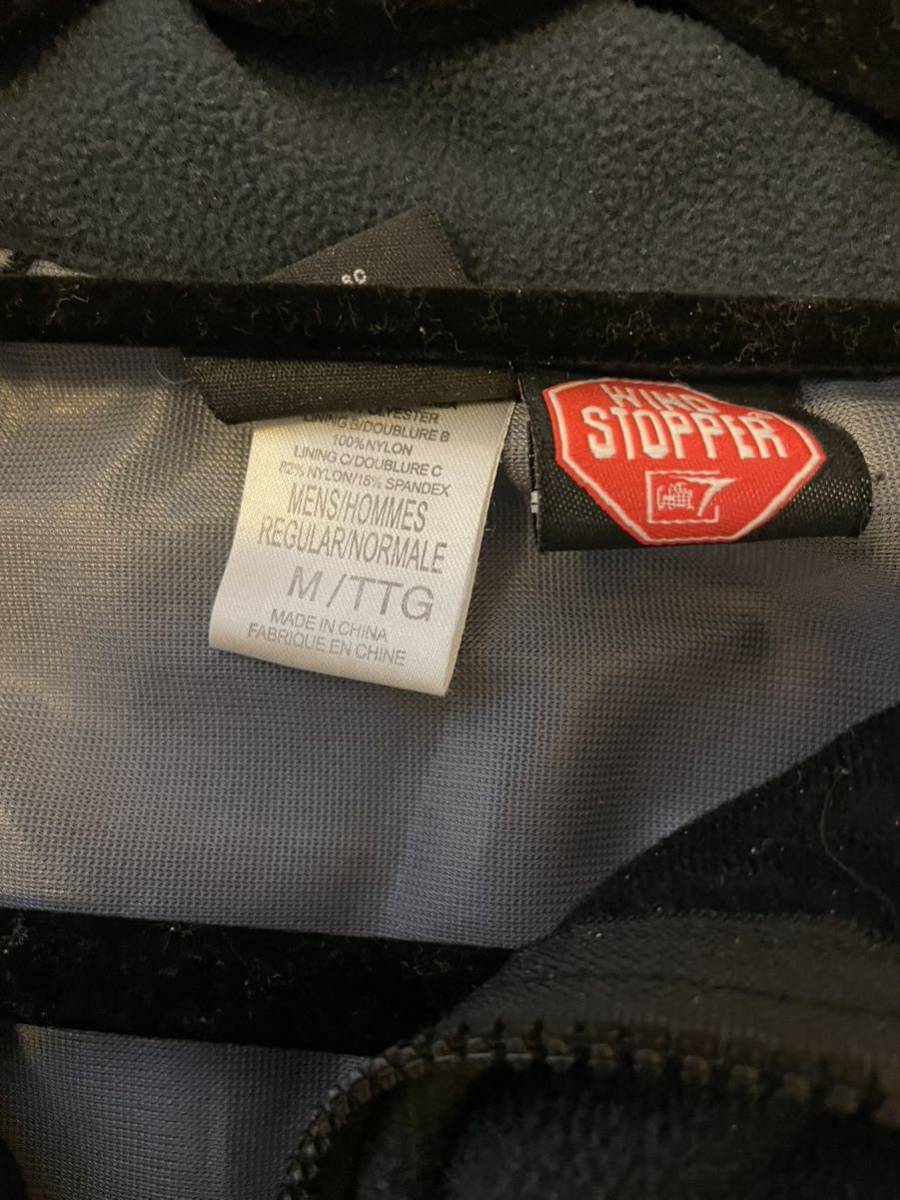 POLYESTER
LINING B/DOUBLURE B
100%NYLON
LINING C/DOUBLURE C
82% NYLON/18% SPANDEX
MENS/HOMMES
REGULAR/NORMALE
M/TTG
MADE IN CHINA
FABRIQUE EN CHINE
WIND
STOPPER